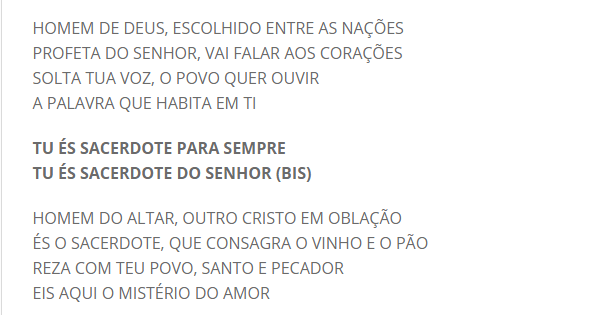 HOMEM DE DEUS, ESCOLHIDO ENTRE AS NAÇÕES
PROFETA DO SENHOR, VAI FALAR AOS CORAÇÕES
SOLTA TUA VOZ, O POVO QUER OUVIR
A PALAVRA QUE HABITA EM TI
TU ÉS SACERDOTE PARA SEMPRE
TU ÉS SACERDOTE DO SENHOR (BIS)
HOMEM DO ALTAR, OUTRO CRISTO EM OBLAÇÃO
ÉS O SACERDOTE, QUE CONSAGRA O VINHO E O PÃO
REZA COM TEU POVO, SANTO E PECADOR
EIS AQUI O MISTÉRIO DO AMOR